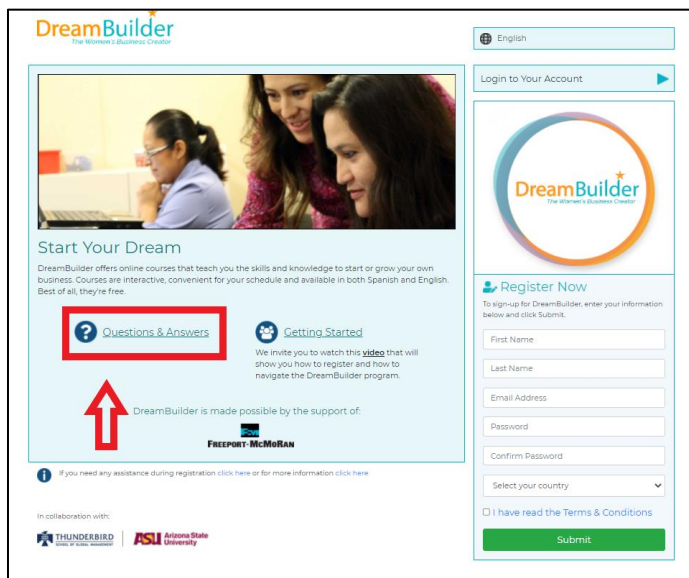 DreamBuilder
The Women's Business Creator
English
Login to Your Account
DreamBuilder
The Women's Business Creator
Start Your Dream
DreamBuilder offers online courses that teach you the skills and knowledge to start or grow your own
business. Courses are interactive, convenient for your schedule and available in both Spanish and English.
Best of all, they're free.
? Questions & Answers
Getting Started
We invite you to watch this video that will
show you how to register and how to
navigate the DreamBuilder program.
DreamBuilder is made possible by the support of:
FREEPORT-McMoRAN
If you need any assistance during registration click here or for more information click here
In collaboration with:
THUNDERBIRD
SCHOOL OF GLOBAL MANAGEMENT
ASU Arizona State
University
Register Now
To sign-up for DreamBuilder, enter your information
below and click Submit.
First Name
Last Name
Email Address
Password
Confirm Password
Select your country
I have read the Terms & Conditions
Submit